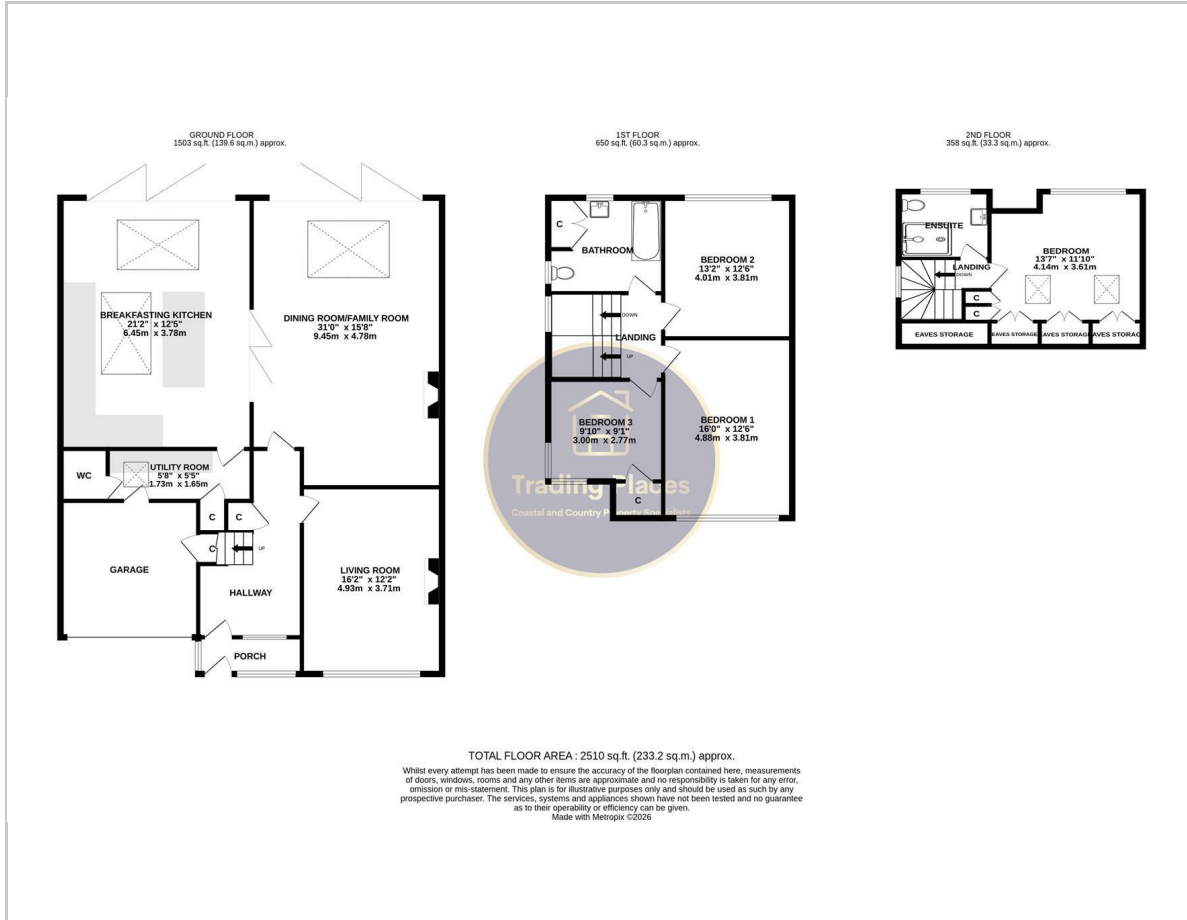 GROUND FLOOR
1503 sq.ft. (139.6 sq.m.) approx.
BREAKFASTING KITCHEN
21'2" x 12'5"
6.45m x 3.78m
DINING ROOM/FAMILY ROOM
31'0" x 15'8"
9.45m x 4.78m
WC
UTILITY ROOM
5'8" x 5'5"
1.73m x 1.65m
C
C
C
UP
GARAGE
HALLWAY
LIVING ROOM
16'2" x 12'2"
4.93m x 3.71m
PORCH
1ST FLOOR
650 sq.ft. (60.3 sq.m.) approx.
C
BATHROOM
BEDROOM 2
13'2" x 12'6"
4.01m x 3.81m
DOWN
LANDING
UP
BEDROOM 3
9'10" x 9'1"
3.00m x 2.77m
BEDROOM 1
16'0" x 12'6"
4.88m x 3.81m
C
Trading Places
Coastal and Country Property Specialists
2ND FLOOR
358 sq.ft. (33.3 sq.m.) approx.
ENSUITE
BEDROOM
13'7" x 11'10"
4.14m x 3.61m
LANDING
DOWN
C
C
EAVES STORAGE
EAVES STORAGE
EAVES STORAGE
EAVES STORAGE
TOTAL FLOOR AREA : 2510 sq.ft. (233.2 sq.m.) approx.
Whilst every attempt has been made to ensure the accuracy of the floorplan contained here, measurements
of doors, windows, rooms and any other items are approximate and no responsibility is taken for any error,
omission or mis-statement. This plan is for illustrative purposes only and should be used as such by any
prospective purchaser. The services, systems and appliances shown have not been tested and no guarantee
as to their operability or efficiency can be given.
Made with Metropix ©2026